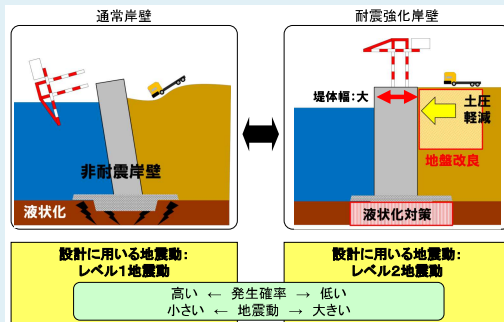 通常岸壁
耐震強化岸壁
非耐震岸壁
液状化
堤体幅:大
土圧
軽減
地盤改良
液状化対策
設計に用いる地震動:
レベル1地震動
設計に用いる地震動:
レベル2地震動
高い ← 発生確率 → 低い
小さい ← 地震動 → 大きい